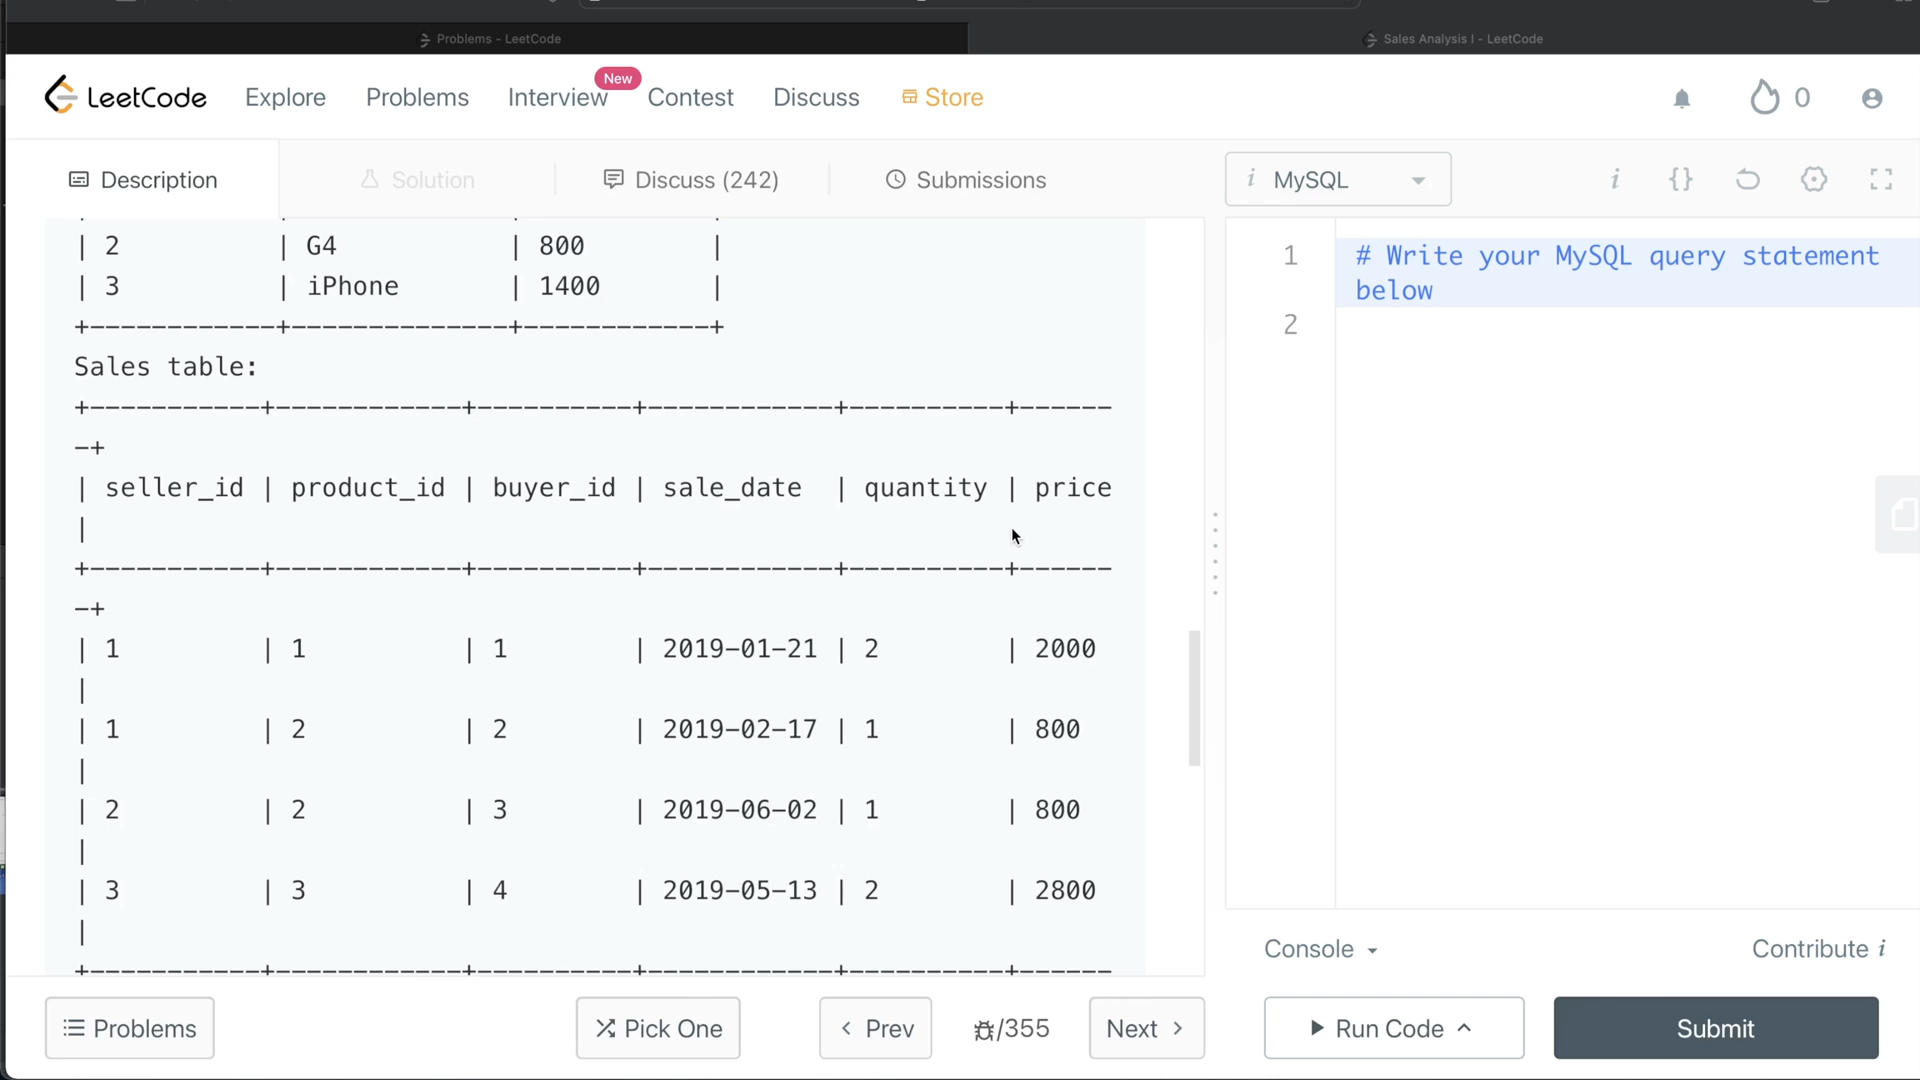 Problems - LeetCode
Sales Analysis I - LeetCode
LeetCode Explore Problems Interview New Contest Discuss Store 0
Description Solution Discuss (242) Submissions
i MySQL i {}
| 2 | G4 | 800 |
| 3 | iPhone | 1400 |
+-----------+--------------+------------+
Sales table:
+-----------+------------+----------+------------+----------+------
-+
| seller_id | product_id | buyer_id | sale_date | quantity | price
|
+-----------+------------+----------+------------+----------+------
-+
| 1 | 1 | 1 | 2019-01-21 | 2 | 2000
|
| 1 | 2 | 2 | 2019-02-17 | 1 | 800
|
| 2 | 2 | 3 | 2019-06-02 | 1 | 800
|
| 3 | 3 | 4 | 2019-05-13 | 2 | 2800
|
+-----------+------------+----------+------------+----------+------
1 # Write your MySQL query statement
below
2
Console Contribute i
Problems Pick One < Prev /355 Next > Run Code Submit